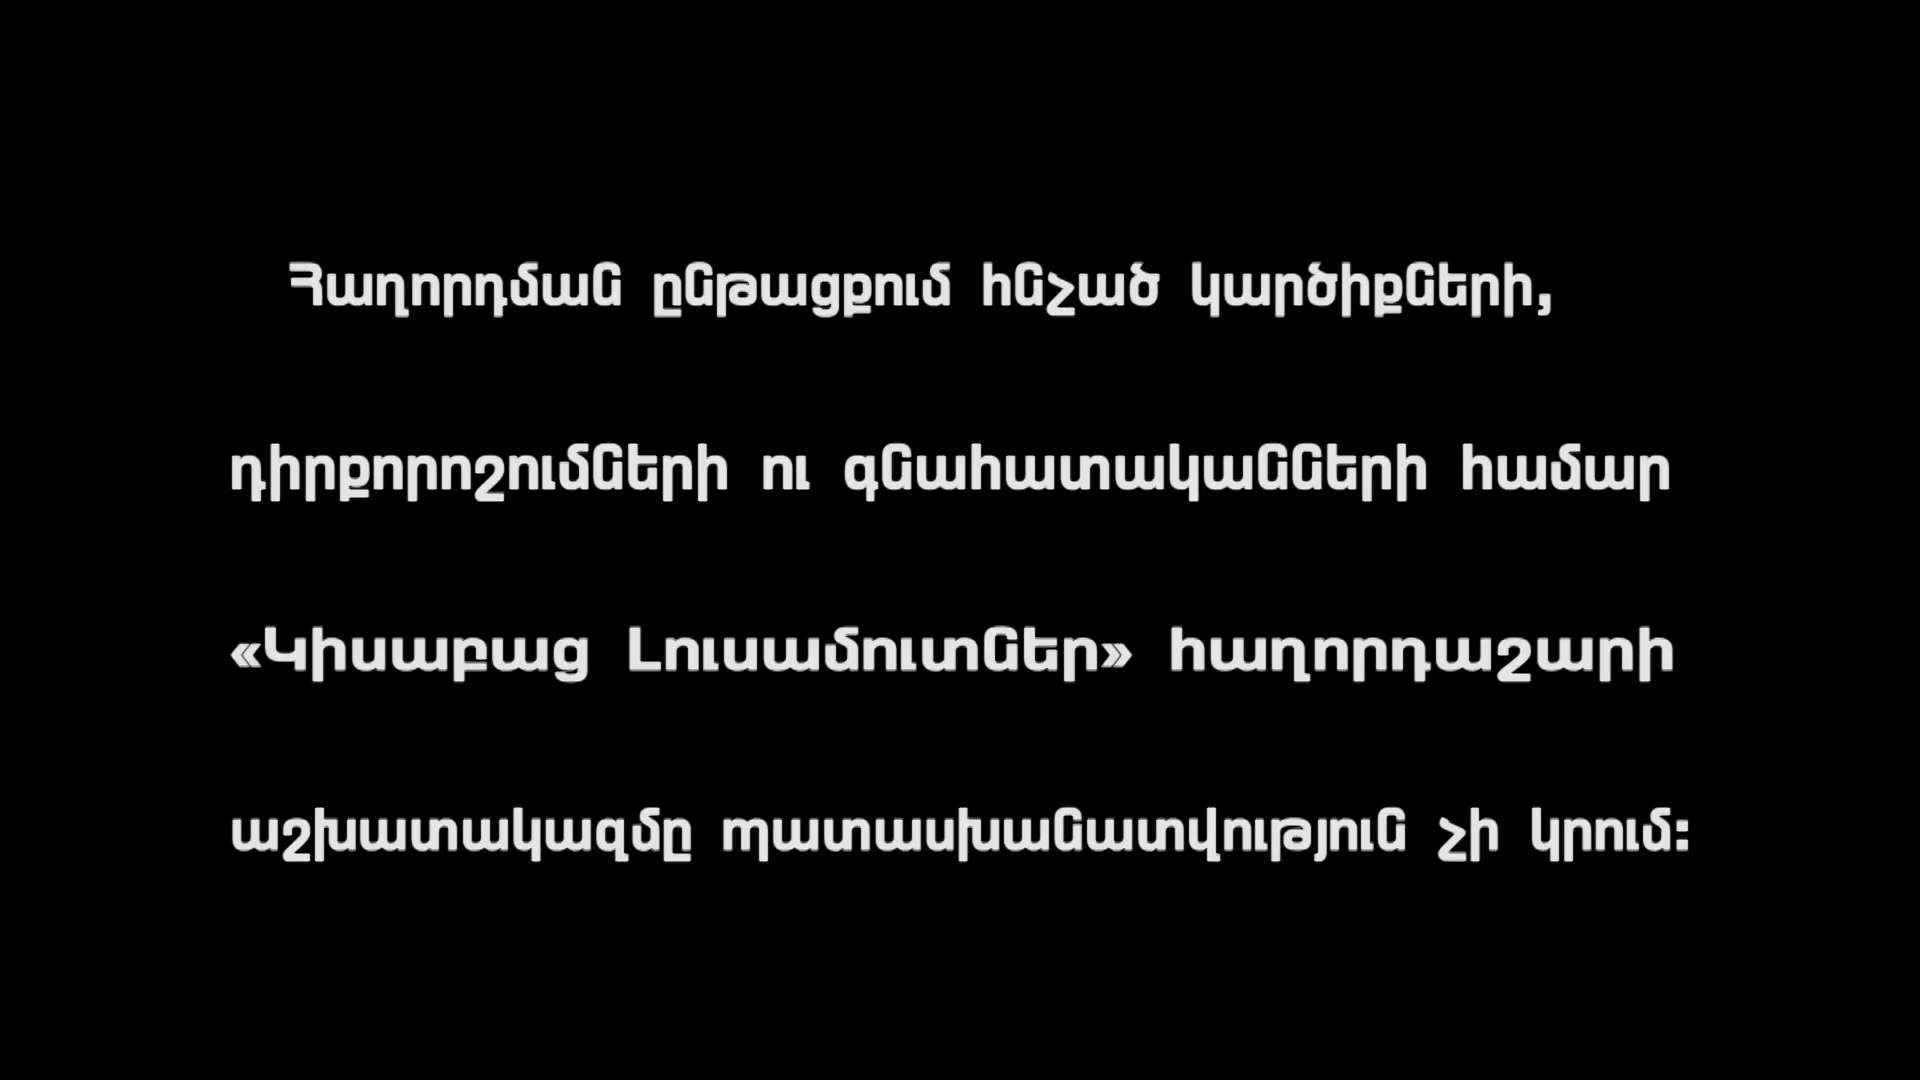 Հաղորդման ընթացքում հնչած կարծիքների,
դիրքորոշումների ու գնահատականների համար
«Կիսաբաց Լուսամուտներ» հաղորդաշարի
աշխատակազմը պատասխանատվություն չի կրում: